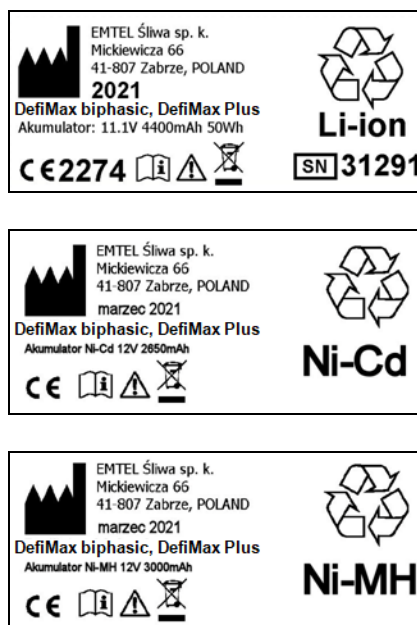 EMTEL Śliwa sp. k.
Mickiewicza 66
41-807 Zabrze, POLAND
2021
DefiMax biphasic, DefiMax Plus
Akumulator: 11.1V 4400mAh 50Wh
CE2274
Li-ion
SN 31291
EMTEL Śliwa sp. k.
Mickiewicza 66
41-807 Zabrze, POLAND
marzec 2021
DefiMax biphasic, DefiMax Plus
Akumulator Ni-Cd 12V 2650mAh
CE
Ni-Cd
EMTEL Śliwa sp. k.
Mickiewicza 66
41-807 Zabrze, POLAND
marzec 2021
DefiMax biphasic, DefiMax Plus
Akumulator Ni-MH 12V 3000mAh
CE
Ni-MH